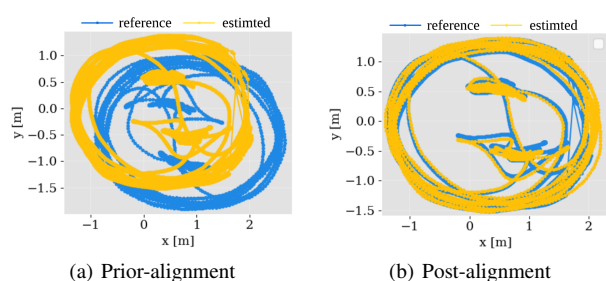 reference estimted
1.0
0.5
0.0
−0.5
−1.0
−1.5
y [m]
−1 0 1 2
x [m]
(a) Prior-alignment
reference estimted
1.0
0.5
0.0
−0.5
−1.0
−1.5
y [m]
−1 0 1 2
x [m]
(b) Post-alignment